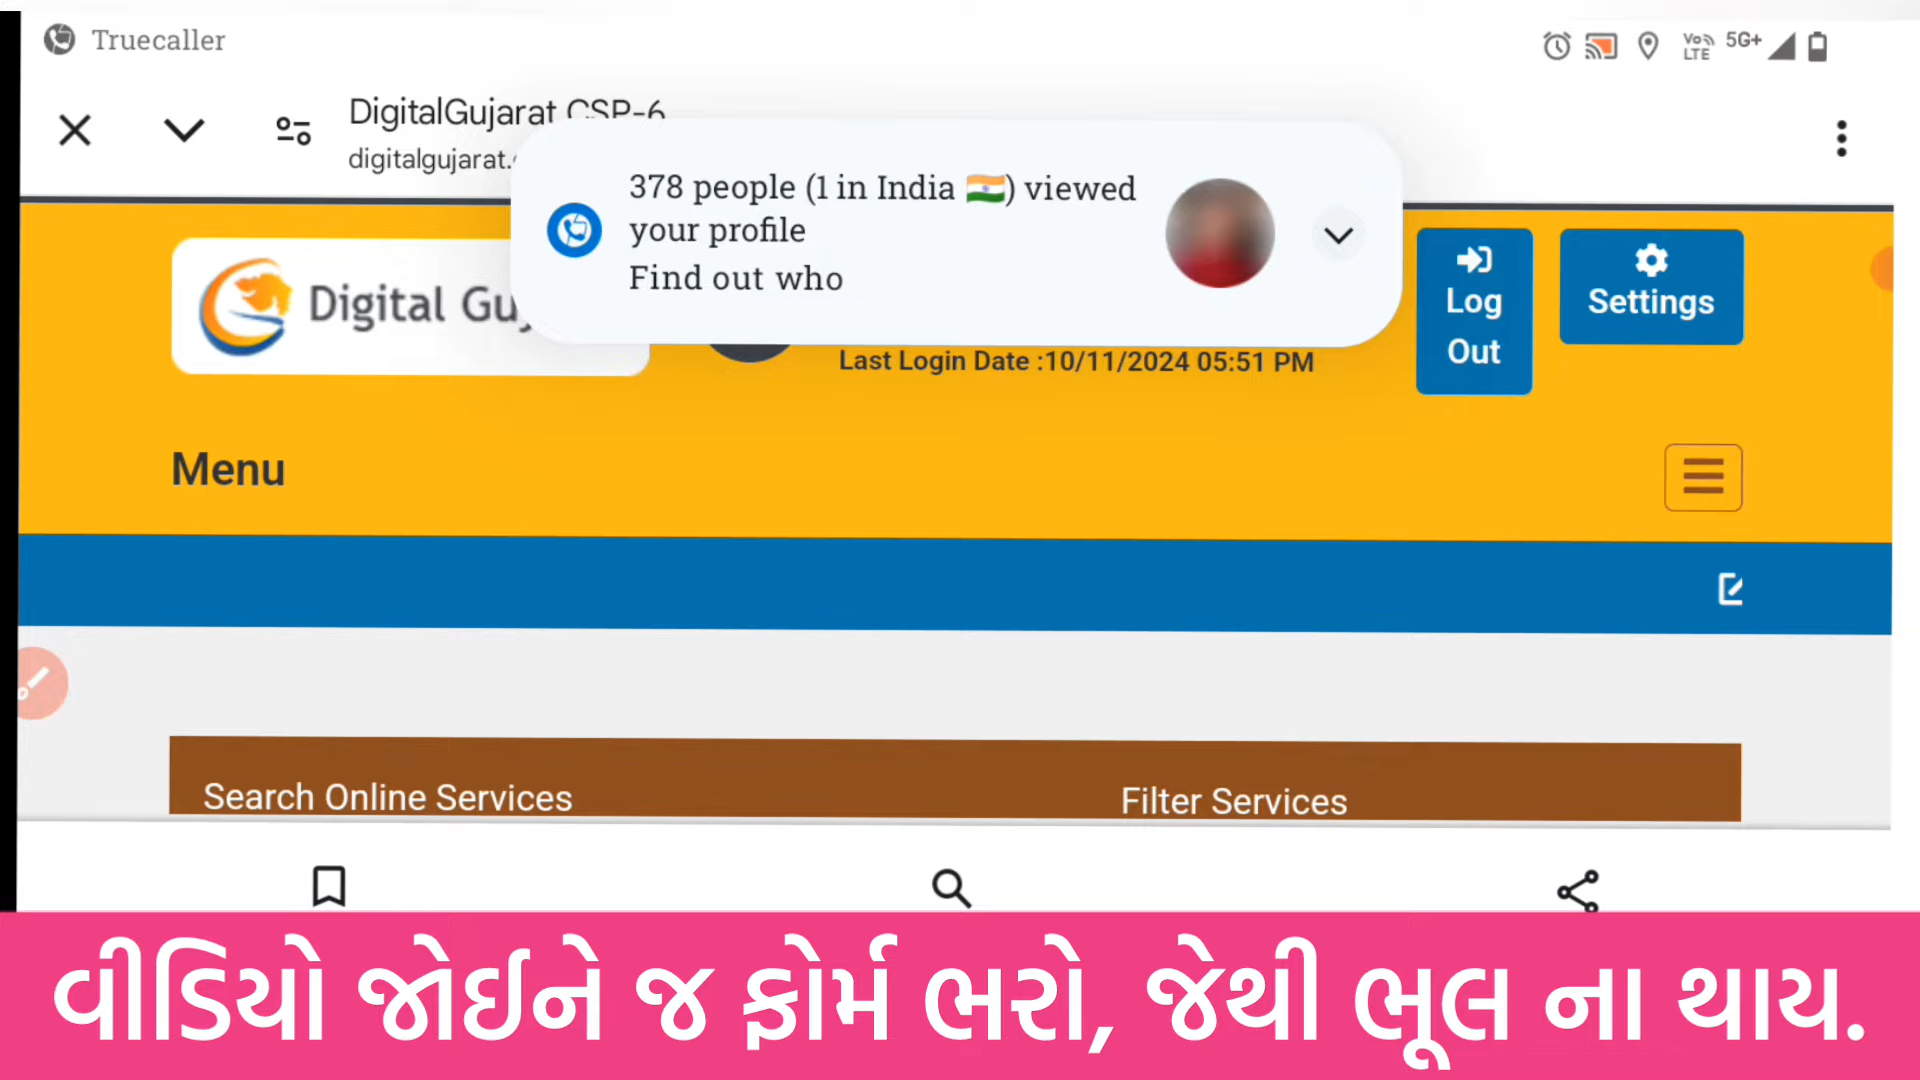 Truecaller
VoLTE 5G+
DigitalGujarat CSP-6
digitalgujarat.
378 people (1 in India 🇮🇳) viewed
your profile
Find out who
Digital Gu
Log
Out
Settings
Last Login Date :10/11/2024 05:51 PM
Menu
Search Online Services
Filter Services
વીડિયો જોઈને જ ફોર્મ ભરો, જેથી ભૂલ ના થાય.